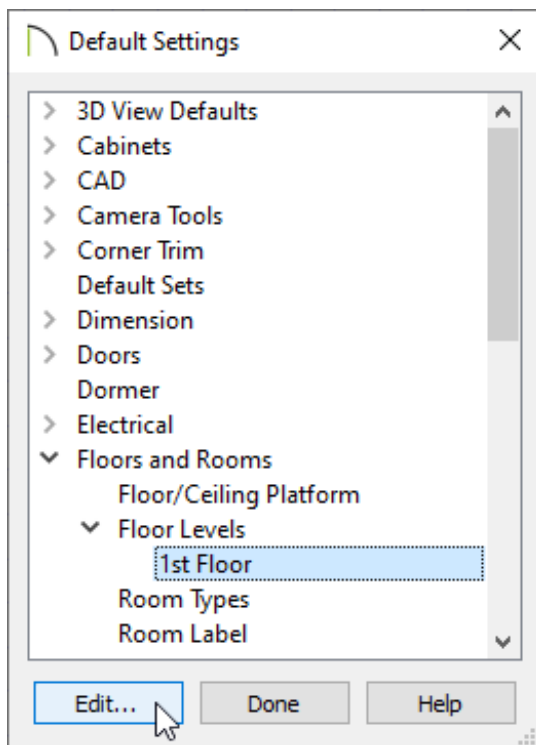 Default Settings
3D View Defaults
Cabinets
CAD
Camera Tools
Corner Trim
Default Sets
Dimension
Doors
Dormer
Electrical
Floors and Rooms
Floor/Ceiling Platform
Floor Levels
1st Floor
Room Types
Room Label
Edit... Done Help